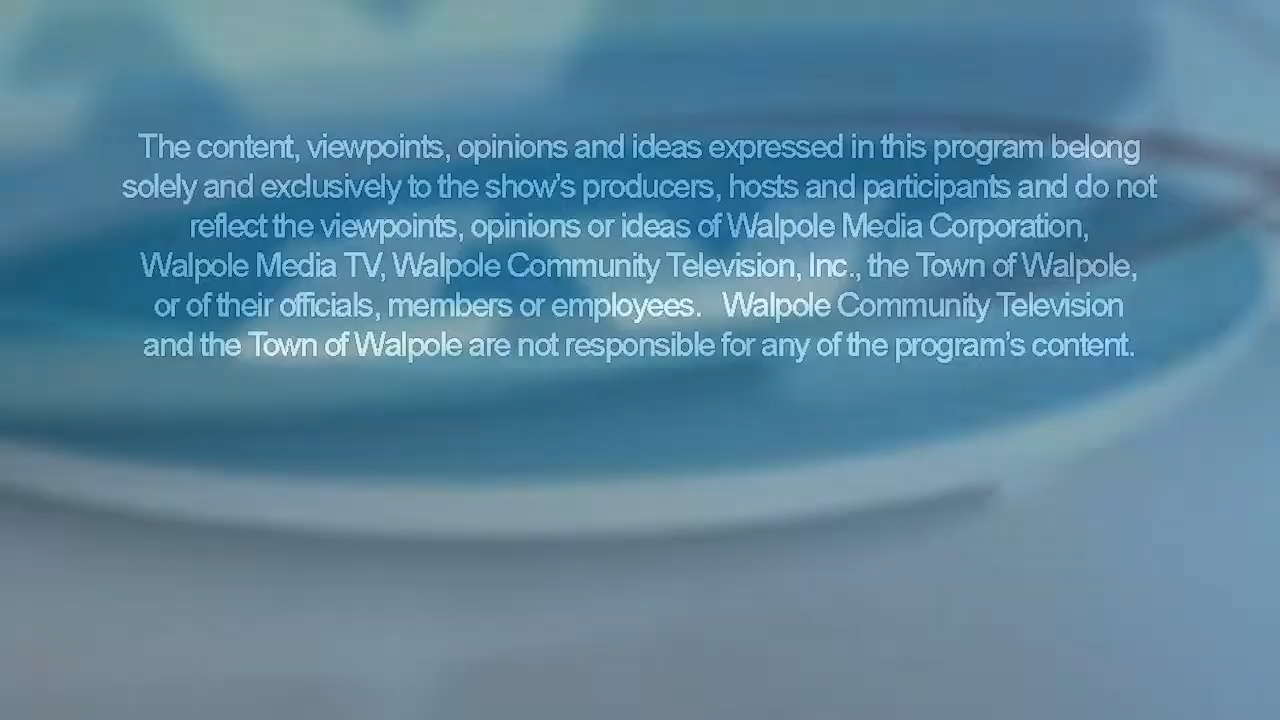 The content, viewpoints, opinions and ideas expressed in this program belong
solely and exclusively to the show's producers, hosts and participants and do not
reflect the viewpoints, opinions or ideas of Walpole Media Corporation,
Walpole Media TV, Walpole Community Television, Inc., the Town of Walpole,
or of their officials, members or employees.  Walpole Community Television
and the Town of Walpole are not responsible for any of the program's content.